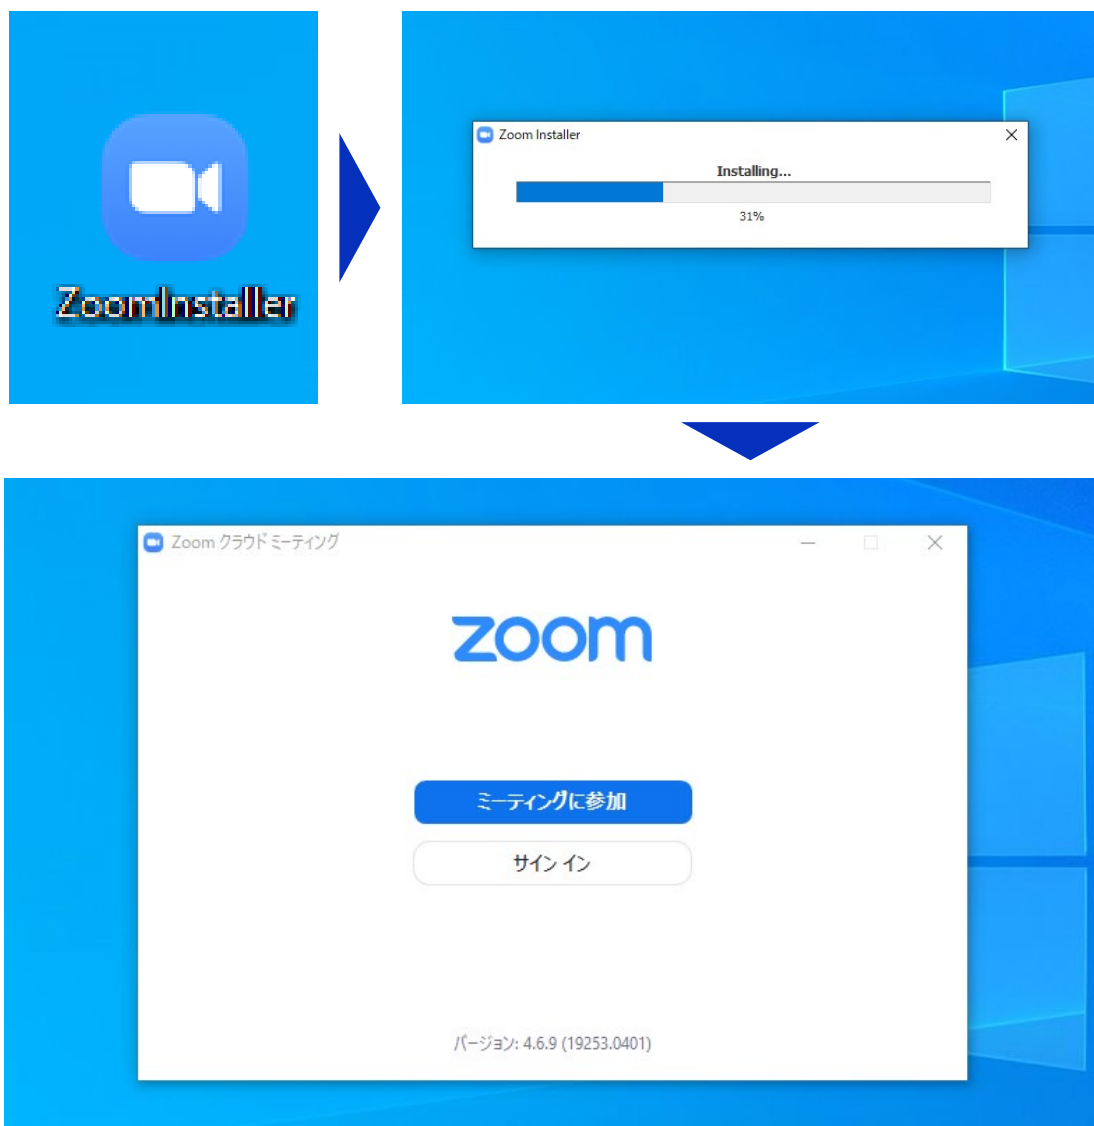 ZoomInstaller
Zoom Installer
Installing...
31%
Zoom クラウド ミーティング
zoom
ミーティングに参加
サイン イン
バージョン: 4.6.9 (19253.0401)